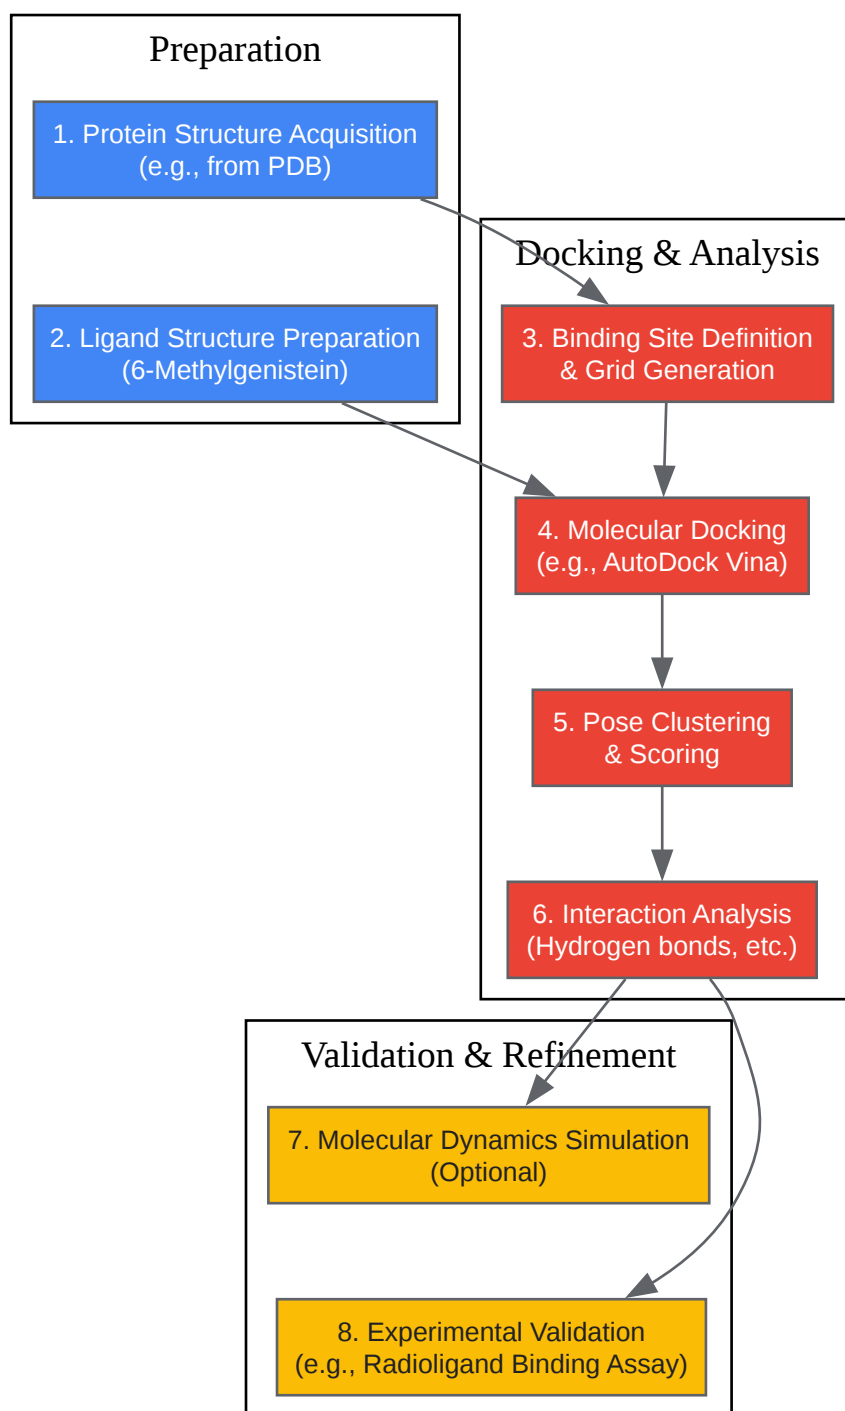 Preparation
1. Protein Structure Acquisition
(e.g., from PDB)
2. Ligand Structure Preparation
(6-Methylgenistein)
Docking & Analysis
3. Binding Site Definition
& Grid Generation
4. Molecular Docking
(e.g., AutoDock Vina)
5. Pose Clustering
& Scoring
6. Interaction Analysis
(Hydrogen bonds, etc.)
Validation & Refinement
7. Molecular Dynamics Simulation
(Optional)
8. Experimental Validation
(e.g., Radioligand Binding Assay)